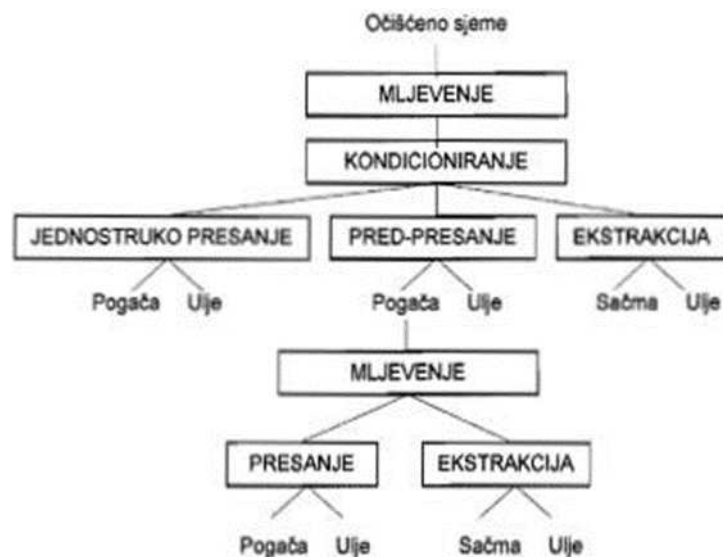 Očišćeno sjeme
MLJEVENJE
KONDICIONIRANJE
JEDNOSTRUKO PRESANJE PRED-PRESANJE EKSTRAKCIJA
Pogača Ulje Pogača Ulje Sačma Ulje
MLJEVENJE
PRESANJE EKSTRAKCIJA
Pogača Ulje Sačma Ulje